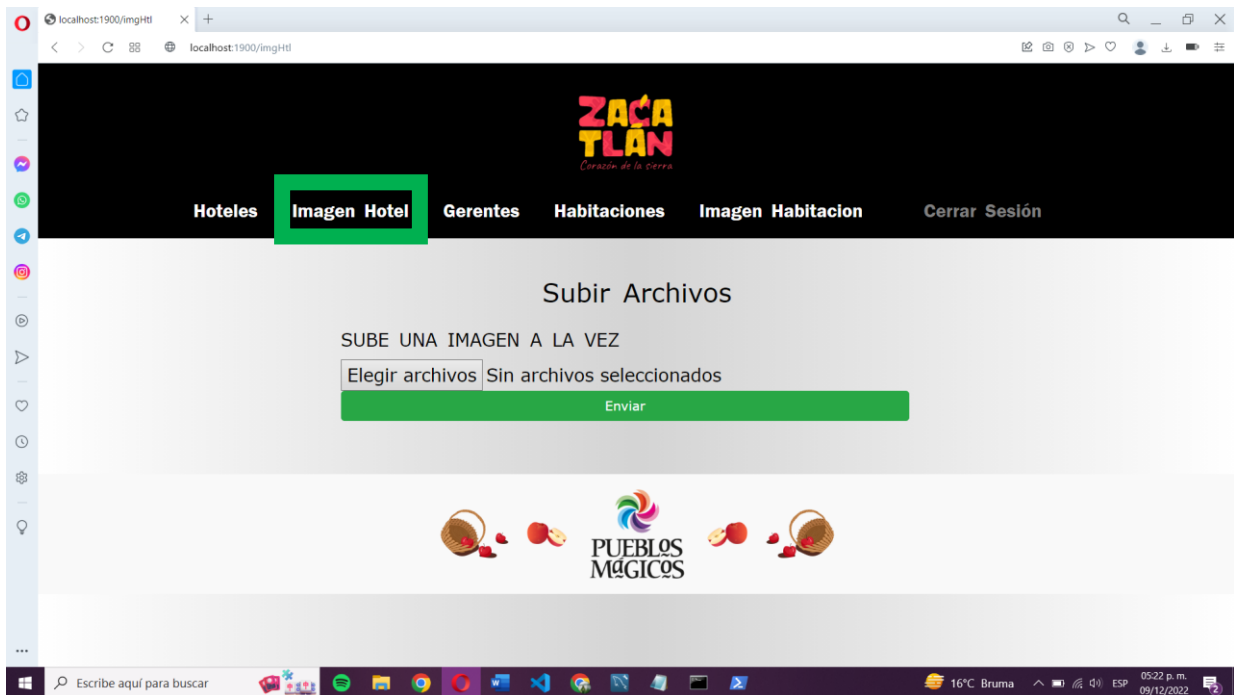 localhost:1900/imgHtl
localhost:1900/imgHtl
ZACA
TLÁN
Corazón de la sierra
Hoteles Imagen Hotel Gerentes Habitaciones Imagen Habitacion Cerrar Sesión
Subir Archivos
SUBE UNA IMAGEN A LA VEZ
Elegir archivos Sin archivos seleccionados
Enviar
PUEBLOS
MÁGICOS
Escribe aquí para buscar
16°C Bruma
ESP
05:22 p. m.
09/12/2022
2